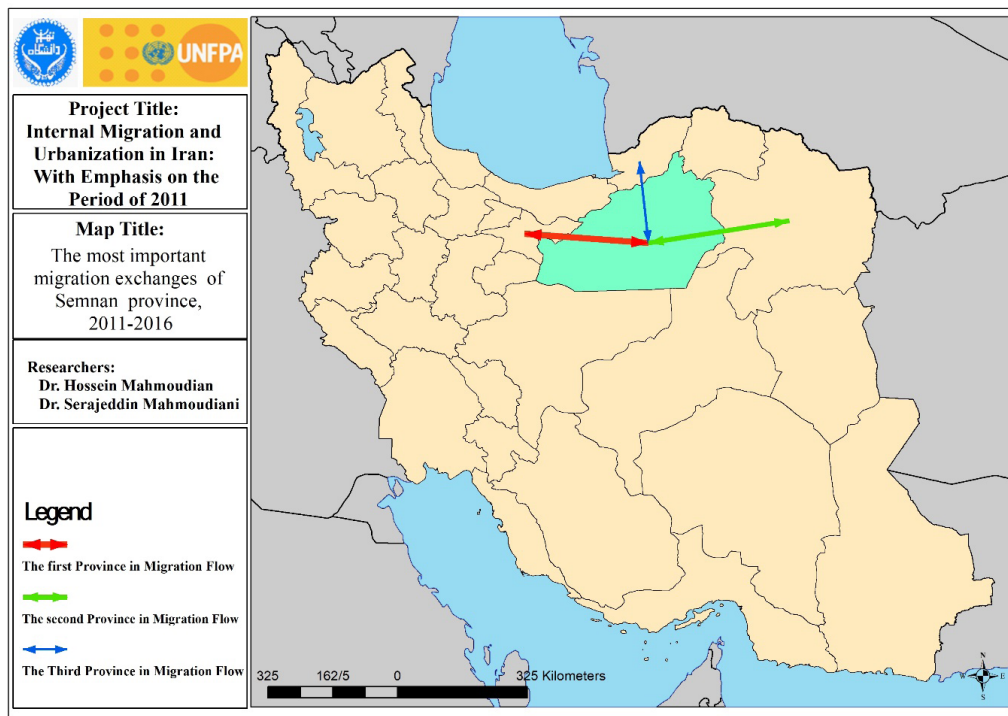 UNFPA
Project Title:
Internal Migration and
Urbanization in Iran:
With Emphasis on the
Period of 2011
Map Title:
The most important
migration exchanges of
Semnan province,
2011-2016
Researchers:
Dr. Hossein Mahmoudian
Dr. Serajeddin Mahmoudiani
Legend
The first Province in Migration Flow
The second Province in Migration Flow
The Third Province in Migration Flow
325 162/5 0 325 Kilometers
N
W E
S